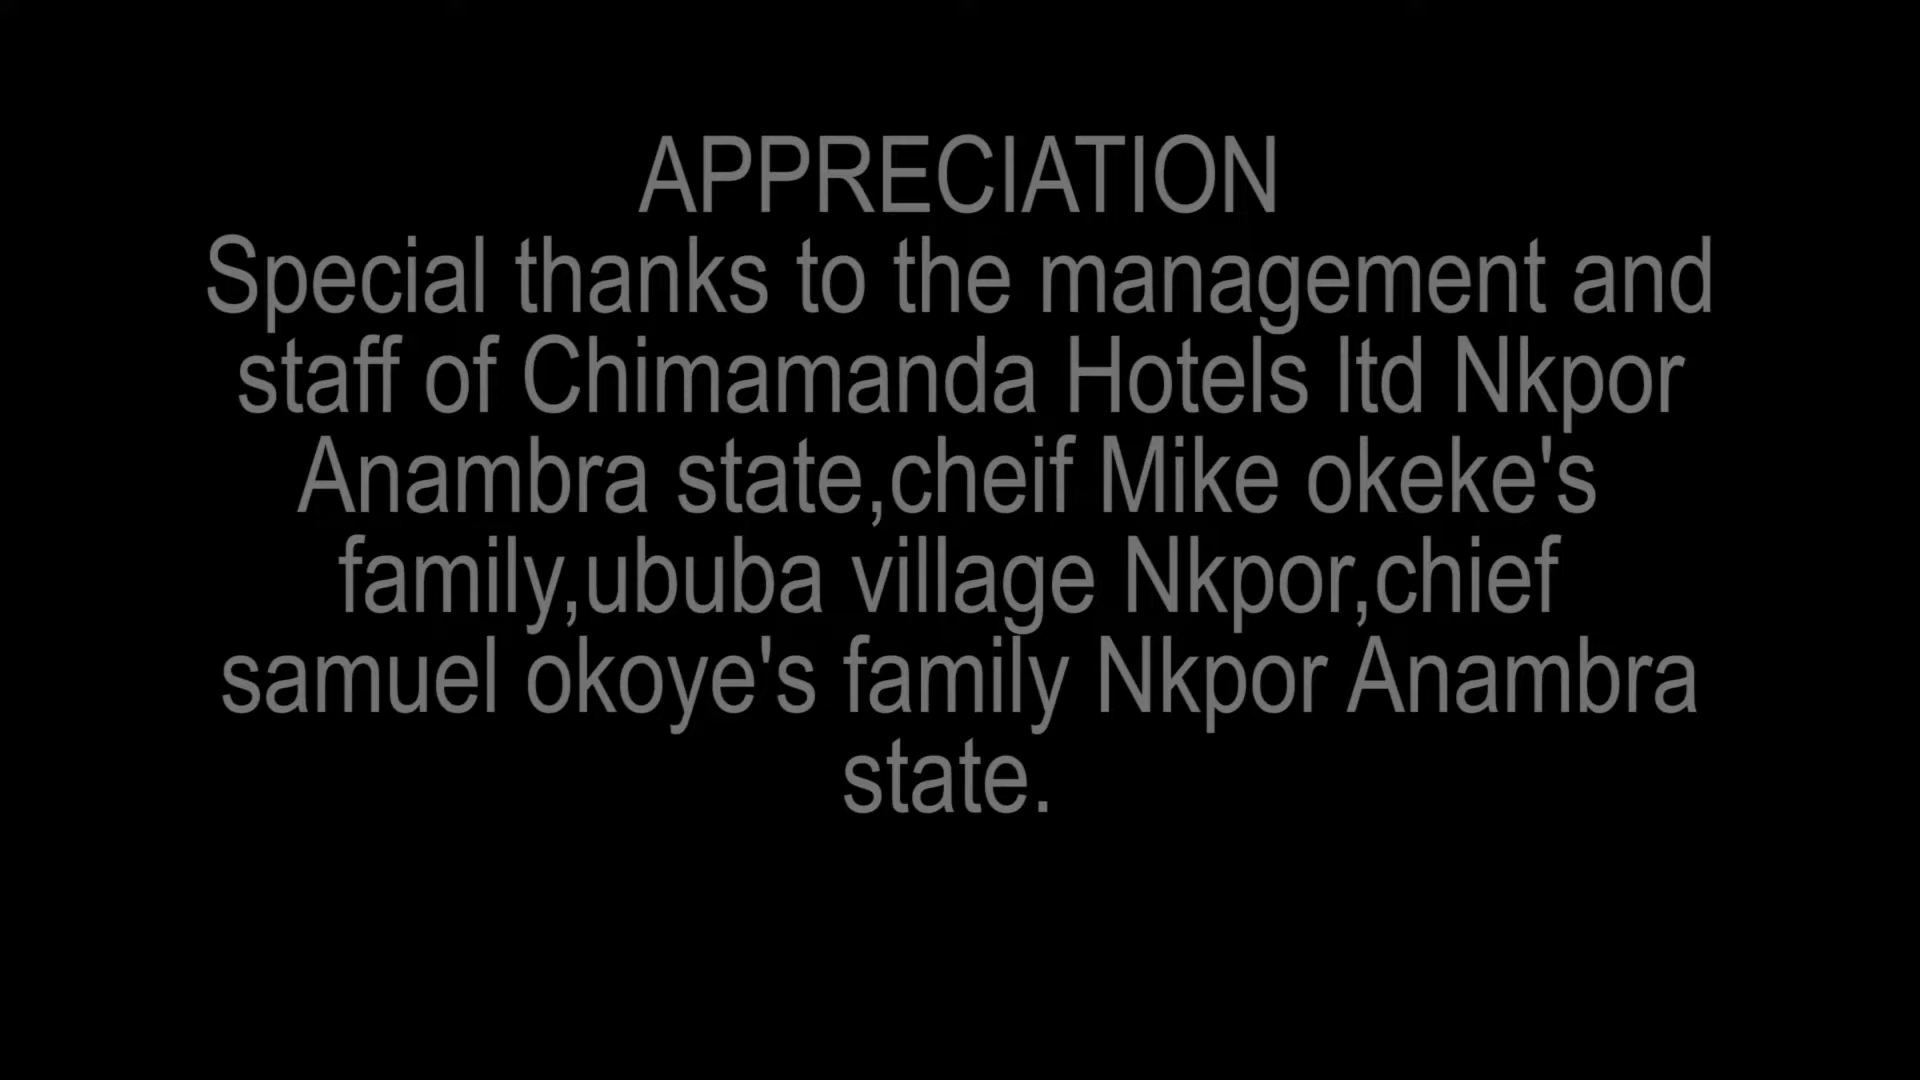 APPRECIATION
Special thanks to the management and
staff of Chimamanda Hotels ltd Nkpor
Anambra state,cheif Mike okeke's
family,ububa village Nkpor,chief
samuel okoye's family Nkpor Anambra
state.